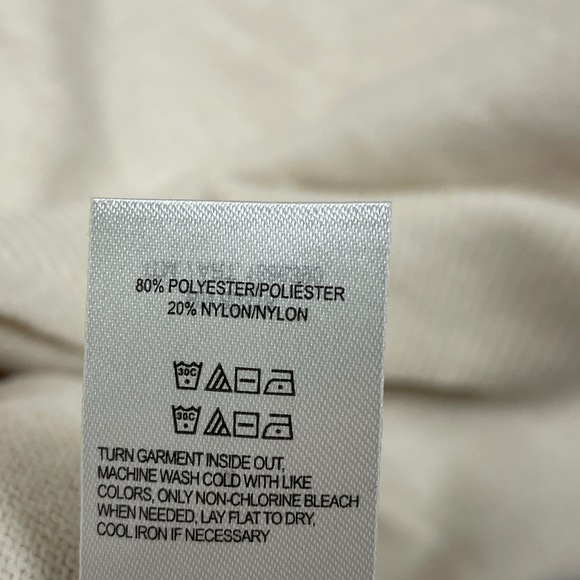 80% POLYESTER/POLIÉSTER
20% NYLON/NYLON
30C
30C
TURN GARMENT INSIDE OUT,
MACHINE WASH COLD WITH LIKE
COLORS, ONLY NON-CHLORINE BLEACH
WHEN NEEDED, LAY FLAT TO DRY,
COOL IRON IF NECESSARY